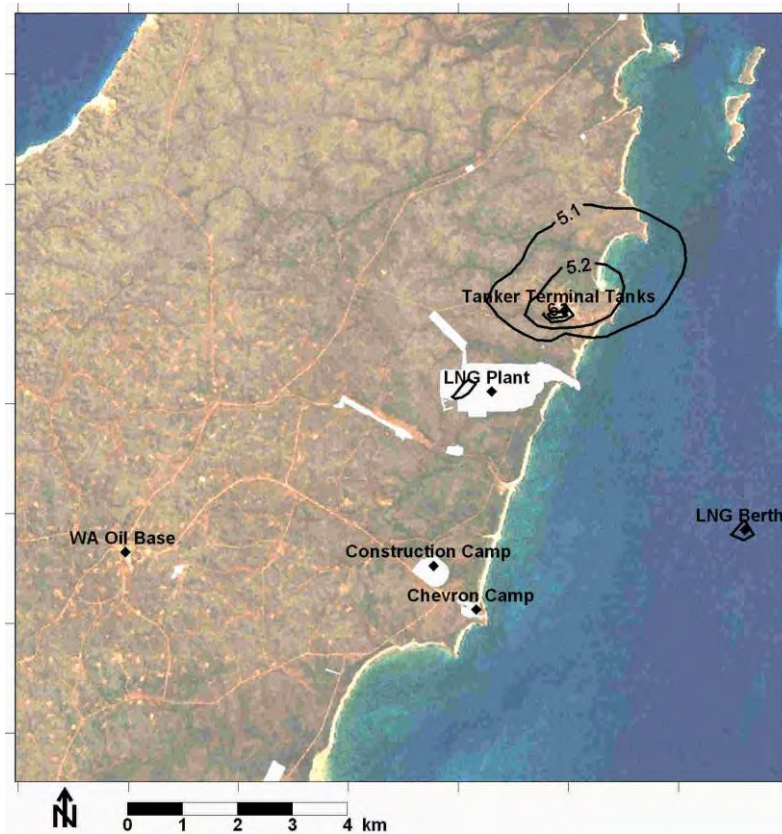 5.1
5.2
Tanker Terminal Tanks
LNG Plant
LNG Berth
WA Oil Base
Construction Camp
Chevron Camp
N
0 1 2 3 4 km